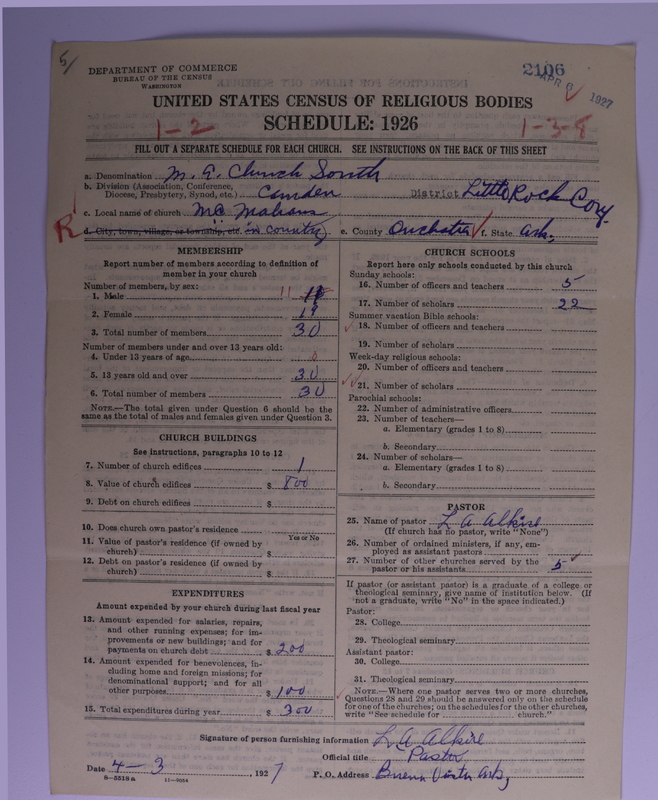 5/
DEPARTMENT OF COMMERCE
BUREAU OF THE CENSUS
WASHINGTON
2106
APR 6 1927
UNITED STATES CENSUS OF RELIGIOUS BODIES
1-2 SCHEDULE: 1926 1-3-8
FILL OUT A SEPARATE SCHEDULE FOR EACH CHURCH. SEE INSTRUCTIONS ON THE BACK OF THIS SHEET
a. Denomination M. E. Church South
b. Division (Association, Conference, Diocese, Presbytery, Synod, etc.) Camden District Little Rock Conf.
c. Local name of church
R d. City, town, village, or township, etc. in country e. County Ouchata f. State Ark,
MEMBERSHIP
Report number of members according to definition of
member in your church
Number of members, by sex:
1. Male 11
2. Female 19
3. Total number of members 30
Number of members under and over 13 years old:
4. Under 13 years of age 0
5. 13 years old and over 30
6. Total number of members 30
NOTE.—The total given under Question 6 should be the
same as the total of males and females given under Question 3.
CHURCH BUILDINGS
See instructions, paragraphs 10 to 12
7. Number of church edifices 1
8. Value of church edifices $ 800
9. Debt on church edifices $
10. Does church own pastor's residence
Yes or No
11. Value of pastor's residence (if owned by
church) $
12. Debt on pastor's residence (if owned by
church) $
EXPENDITURES
Amount expended by your church during last fiscal year
13. Amount expended for salaries, repairs,
and other running expenses; for im-
provements or new buildings; and for
payments on church debt $ 200
14. Amount expended for benevolences, in-
cluding home and foreign missions; for
denominational support; and for all
other purposes $ 100
15. Total expenditures during year $ 300
CHURCH SCHOOLS
Report here only schools conducted by this church
Sunday schools:
16. Number of officers and teachers 5
17. Number of scholars 22
Summer vacation Bible schools:
18. Number of officers and teachers
19. Number of scholars
Week-day religious schools:
20. Number of officers and teachers
21. Number of scholars
Parochial schools:
22. Number of administrative officers
23. Number of teachers—
a. Elementary (grades 1 to 8)
b. Secondary
24. Number of scholars—
a. Elementary (grades 1 to 8)
b. Secondary
PASTOR
25. Name of pastor L A Alkire
(If church has no pastor, write "None")
26. Number of ordained ministers, if any, em-
ployed as assistant pastors
27. Number of other churches served by the
pastor or his assistants 5
If pastor (or assistant pastor) is a graduate of a college or
theological seminary, give name of institution below. (If
not a graduate, write "No" in the space indicated.)
Pastor:
28. College
29. Theological seminary
Assistant pastor:
30. College
31. Theological seminary
NOTE.—Where one pastor serves two or more churches,
Questions 28 and 29 should be answered only on the schedule
for one of the churches; on the schedules for the other churches,
write "See schedule for church."
Signature of person furnishing information L A Alkire
Official title Pastor
Date 4-3, 1927 P. O. Address Buena Vista Ark,
8-5518a 11-9084